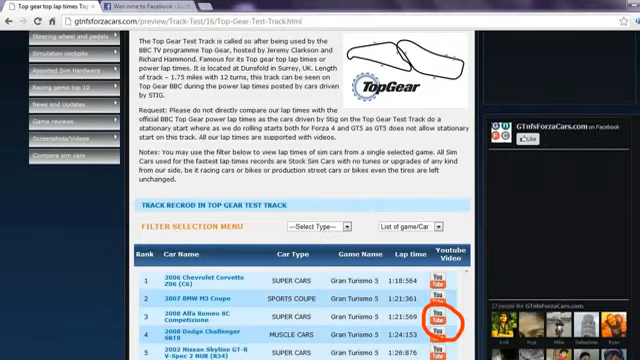 Top gear top lap times To
Welcome to Facebook - L
gtnfsforzacars.com/preview/Track-Test/16/Top-Gear-Test-Track.html
Steering wheel and pedals
Simulation cockpits
Assorted Sim Hardware
Racing game top 10
News and Updates
Game reviews
Screenshots/Videos
Compare sim cars
The Top Gear Test Track is called so after being used by the
BBC TV programme Top Gear, hosted by Jeremy Clarkson and
Richard Hammond. Famous for its Top gear top lap times or
power lap times. It is located at Dunsfold in Surrey, UK. Length
of track - 1.75 miles with 12 turns, this track can be seen on
Top Gear BBC during the power lap times posted by cars driven
by STIG.
TopGear
Request: Please do not directly compare our lap times with the
official BBC Top Gear power lap times as the cars driven by Stig on the Top Gear Test Track do a
stationary start where as we do rolling starts both for Forza 4 and GT5 as GT5 does not allow stationary
start on this track. All our lap times are supported with videos.
Notes: You may use the filter below to view lap times of sim cars from a single selected game. All Sim
Cars used for the fastest lap times records are Stock Sim Cars with no tunes or upgrades of any kind
from our side, be it racing cars or bikes or production street cars or bikes even the tires are left
unchanged.
TRACK RECROD IN TOP GEAR TEST TRACK
FILTER SELECTION MENU
---Select Type---
List of game/Car
Rank Car Name Car Type Game Name Lap time Youtube Video
1 2006 Chevrolet Corvette Z06 (C6) SUPER CARS Gran Turismo 5 1:18:564 You Tube
2 2007 BMW M3 Coupe SPORTS COUPE Gran Turismo 5 1:21:361 You Tube
3 2008 Alfa Romeo 8C Competizione SUPER CARS Gran Turismo 5 1:21:569 You Tube
4 2008 Dodge Challenger SRT8 MUSCLE CARS Gran Turismo 5 1:24:153 You Tube
5 2002 Nissan Skyline GT-R V-Spec 2 NUR (R34) SUPER CARS Gran Turismo 5 1:26:876 You Tube
GTnfsForzaCars.com on Facebook
Like
27 people like GTnfsForzaCars.com
Rajiv
Damian